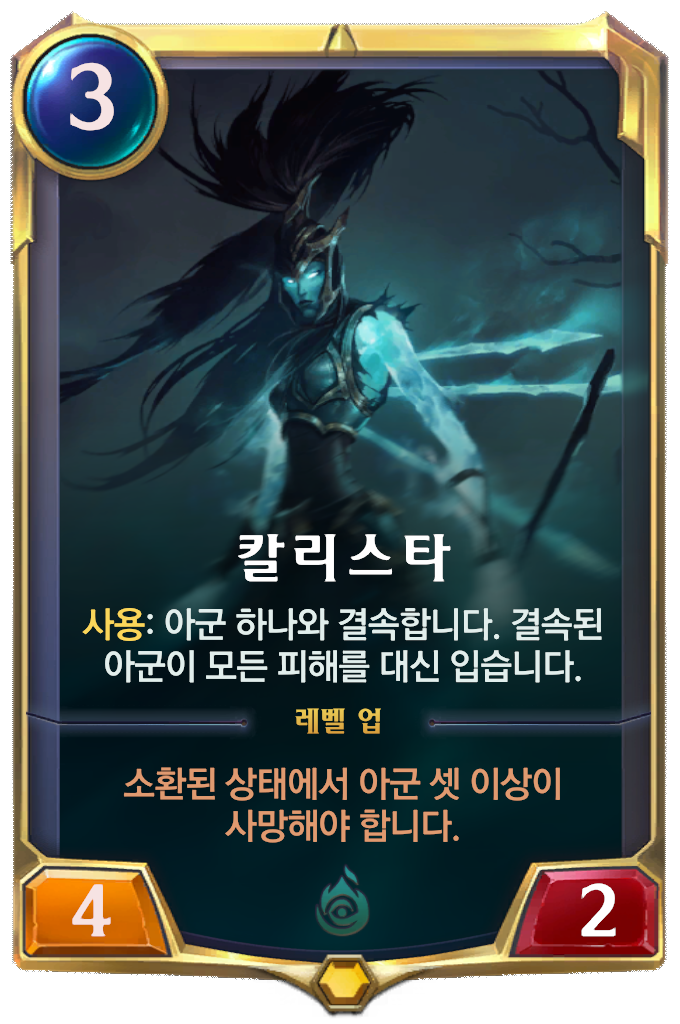 3
칼리스타
사용: 아군 하나와 결속합니다. 결속된
아군이 모든 피해를 대신 입습니다.
레벨 업
소환된 상태에서 아군 셋 이상이
사망해야 합니다.
4
2